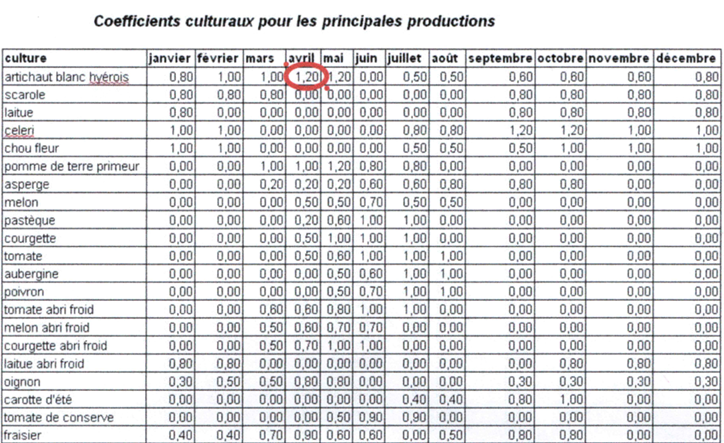 Coefficients culturaux pour les principales productions
culture janvier février mars avril mai juin juillet août septembre octobre novembre décembre
artichaut blanc hyérois 0,80 1,00 1,00 1,20 1,20 0,00 0,50 0,50 0,60 0,60 0,60 0,80
scarole 0,80 0,80 0,80 0,00 0,00 0,00 0,00 0,00 0,80 0,80 0,80 0,80
laitue 0,80 0,00 0,00 0,00 0,00 0,00 0,00 0,00 0,80 0,80 0,80 0,80
celeri 1,00 1,00 0,00 0,00 0,00 0,00 0,80 0,80 1,20 1,20 1,00 1,00
chou fleur 1,00 1,00 0,00 0,00 0,00 0,00 0,50 0,50 0,50 1,00 1,00 1,00
pomme de terre primeur 0,00 0,00 1,00 1,00 1,20 0,80 0,80 0,00 0,00 0,00 0,00 0,00
asperge 0,00 0,00 0,20 0,20 0,20 0,60 0,60 0,80 0,80 0,80 0,00 0,00
melon 0,00 0,00 0,00 0,50 0,50 0,70 0,50 0,50 0,00 0,00 0,00 0,00
pastèque 0,00 0,00 0,00 0,20 0,60 1,00 1,00 0,00 0,00 0,00 0,00 0,00
courgette 0,00 0,00 0,00 0,50 1,00 1,00 1,00 0,00 0,00 0,00 0,00 0,00
tomate 0,00 0,00 0,00 0,50 0,60 1,00 1,00 1,00 0,00 0,00 0,00 0,00
aubergine 0,00 0,00 0,00 0,00 0,50 0,60 1,00 1,00 0,00 0,00 0,00 0,00
poivron 0,00 0,00 0,00 0,00 0,50 0,70 1,00 1,00 0,00 0,00 0,00 0,00
tomate abri froid 0,00 0,00 0,60 0,60 0,80 1,00 1,00 0,00 0,00 0,00 0,00 0,00
melon abri froid 0,00 0,00 0,50 0,60 0,70 0,70 0,00 0,00 0,00 0,00 0,00 0,00
courgette abri froid 0,00 0,00 0,50 0,70 1,00 1,00 0,00 0,00 0,00 0,00 0,00 0,00
laitue abri froid 0,80 0,80 0,00 0,00 0,00 0,00 0,00 0,00 0,00 0,80 0,80 0,80
oignon 0,30 0,50 0,50 0,80 0,80 0,00 0,00 0,00 0,30 0,30 0,30 0,30
carotte d'été 0,00 0,00 0,00 0,00 0,00 0,00 0,40 0,40 0,80 1,00 0,00 0,00
tomate de conserve 0,00 0,00 0,00 0,00 0,50 0,90 0,90 0,00 0,00 0,00 0,00 0,00
fraisier 0,40 0,40 0,70 0,90 0,60 0,60 0,00 0,50 0,80 0,80 0,00 0,00